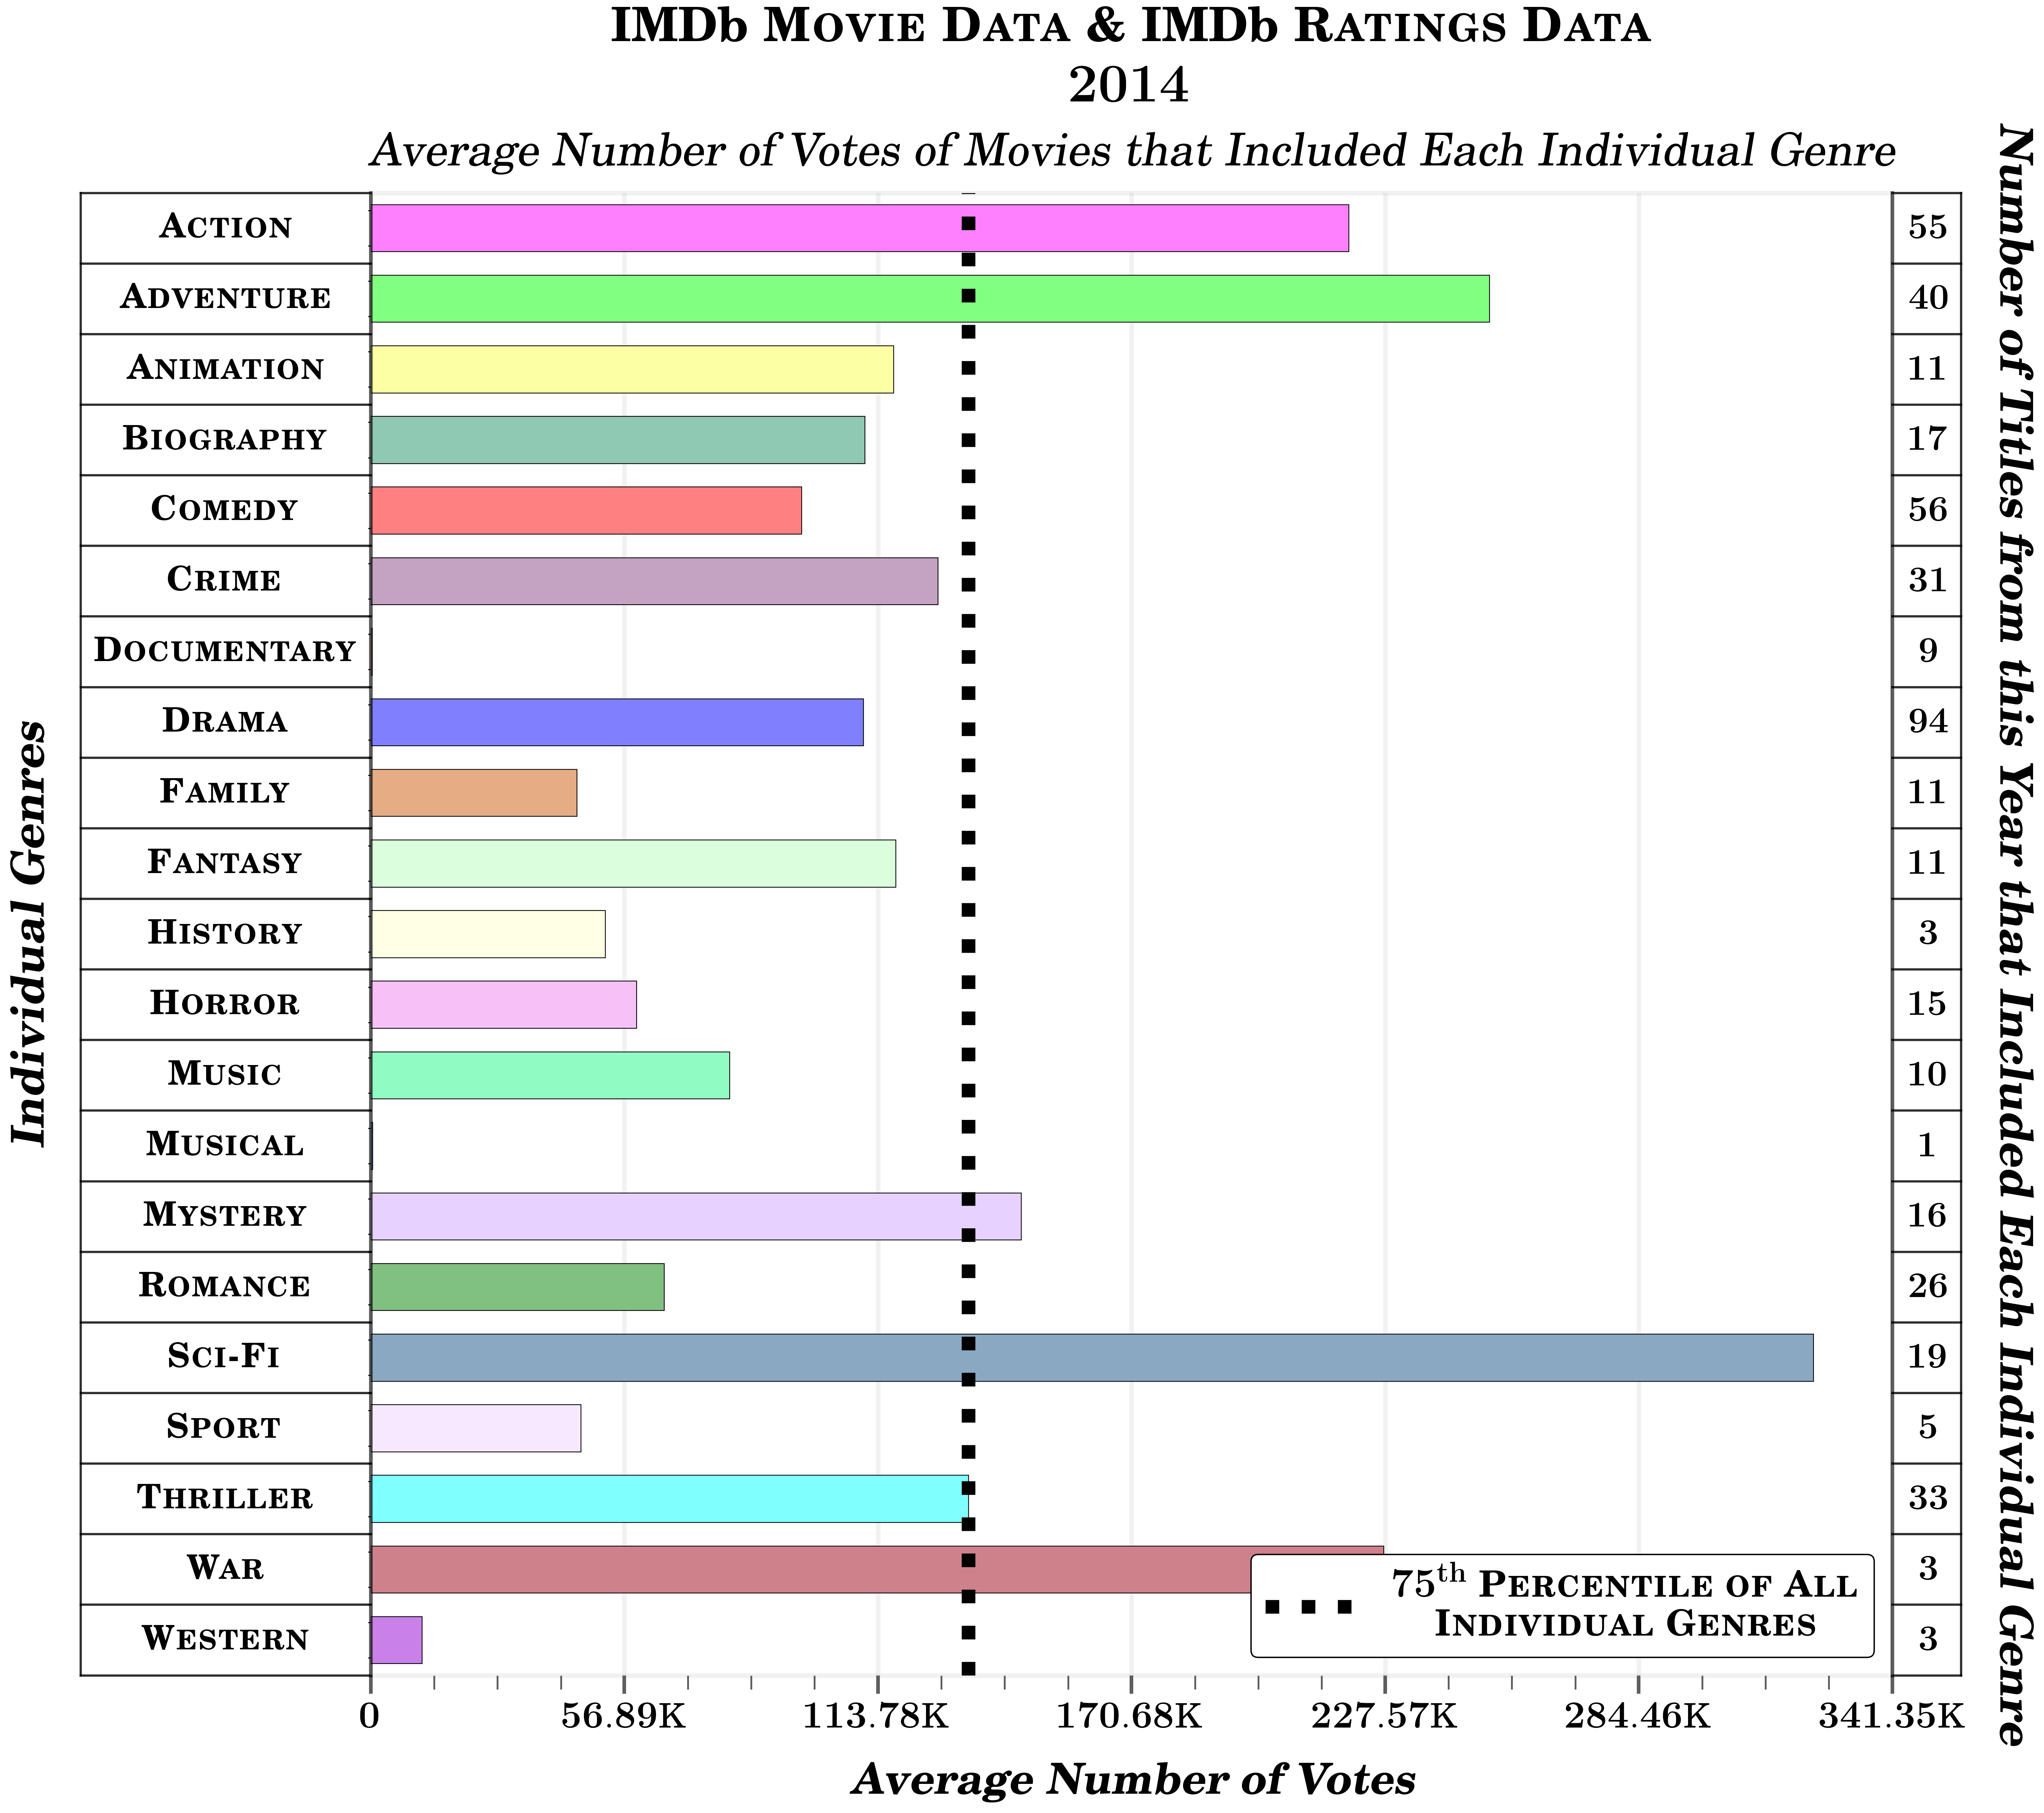 IMDb MOVIE DATA & IMDb RATINGS DATA
2014
Average Number of Votes of Movies that Included Each Individual Genre
Individual Genres
ACTION 55
ADVENTURE 40
ANIMATION 11
BIOGRAPHY 17
COMEDY 56
CRIME 31
DOCUMENTARY 9
DRAMA 94
FAMILY 11
FANTASY 11
HISTORY 3
HORROR 15
MUSIC 10
MUSICAL 1
MYSTERY 16
ROMANCE 26
SCI-FI 19
SPORT 5
THRILLER 33
WAR 3
WESTERN 3
75th PERCENTILE OF ALL
INDIVIDUAL GENRES
0 56.89K 113.78K 170.68K 227.57K 284.46K 341.35K
Average Number of Votes
Number of Titles from this Year that Included Each Individual Genre